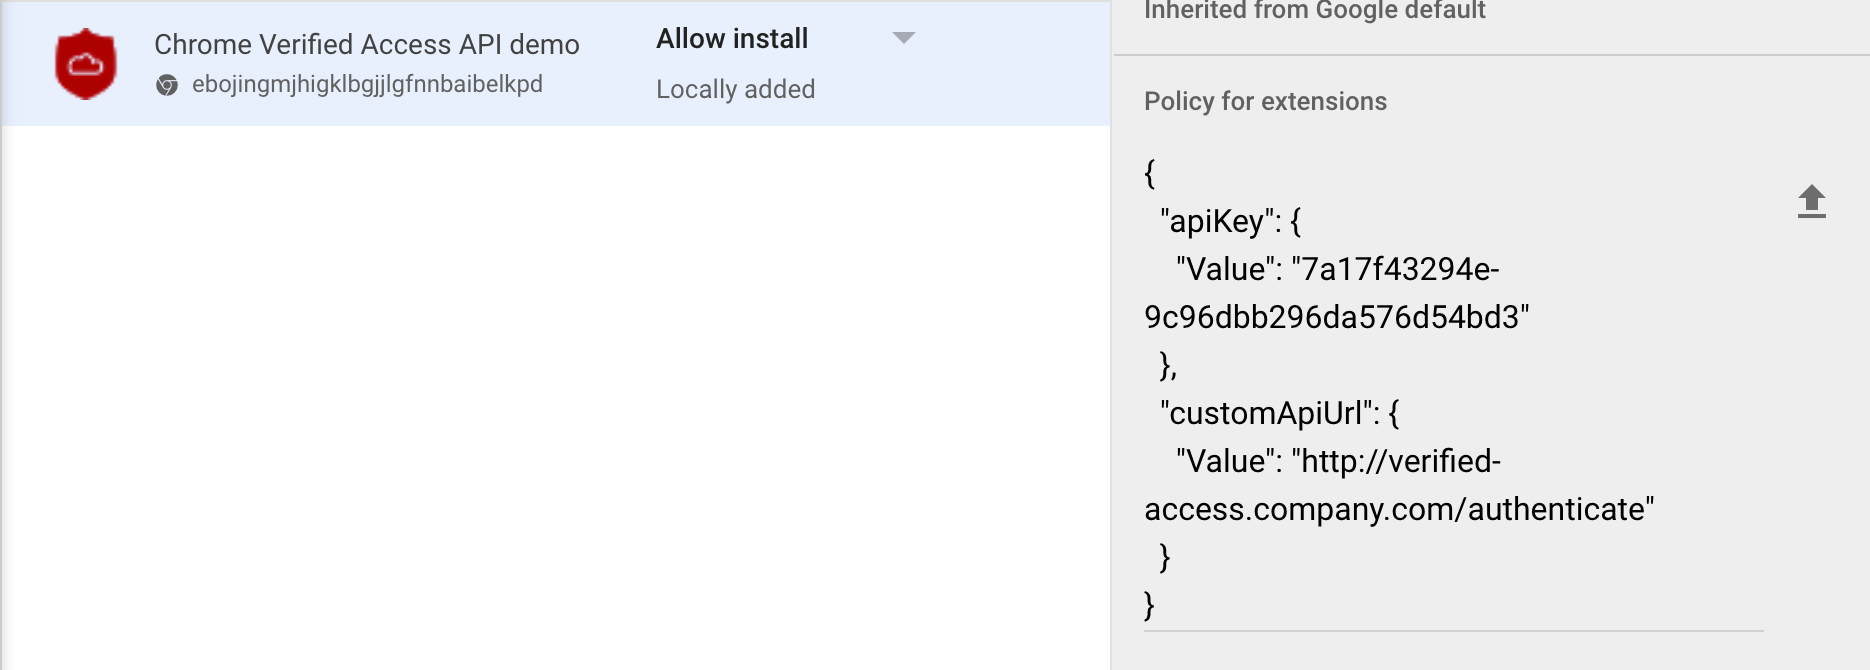 Chrome Verified Access API demo
ebojingmjhigklbgjjlgfnnbaibelkpd
Allow install
Locally added
Inherited from Google default
Policy for extensions
{
"apiKey": {
"Value": "7a17f43294e-
9c96dbb296da576d54bd3"
},
"customApiUrl": {
"Value": "http://verified-
access.company.com/authenticate"
}
}